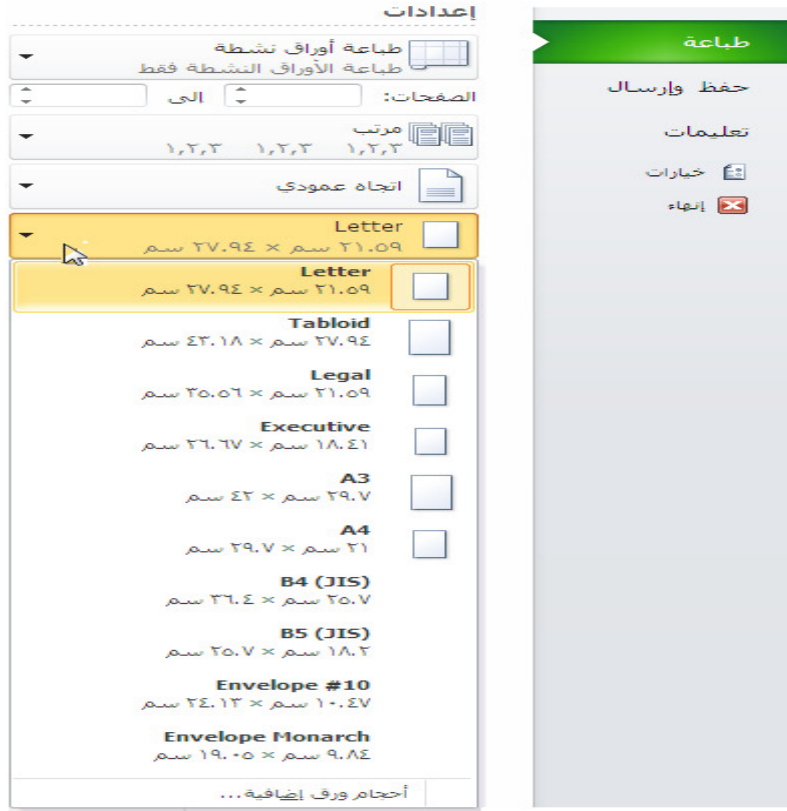 طباعة
حفظ وإرسال
تعليمات
خيارات
إنهاء
إعدادات
طباعة أوراق نشطة
طباعة الأوراق النشطة فقط
الصفحات: إلى
مرتب
١,٢,٣ ١,٢,٣ ١,٢,٣
اتجاه عمودي
Letter
٢١.٥٩ سم × ٢٧.٩٤ سم
Letter
٢١.٥٩ سم × ٢٧.٩٤ سم
Tabloid
٢٧.٩٤ سم × ٤٣.١٨ سم
Legal
٢١.٥٩ سم × ٣٥.٥٦ سم
Executive
١٨.٤١ سم × ٢٦.٦٧ سم
A3
٢٩.٧ سم × ٤٢ سم
A4
٢١ سم × ٢٩.٧ سم
B4 (JIS)
٢٥.٧ سم × ٣٦.٤ سم
B5 (JIS)
١٨.٢ سم × ٢٥.٧ سم
Envelope #10
١٠.٤٧ سم × ٢٤.١٣ سم
Envelope Monarch
٩.٨٤ سم × ١٩.٠٥ سم
أحجام ورق إضافية...